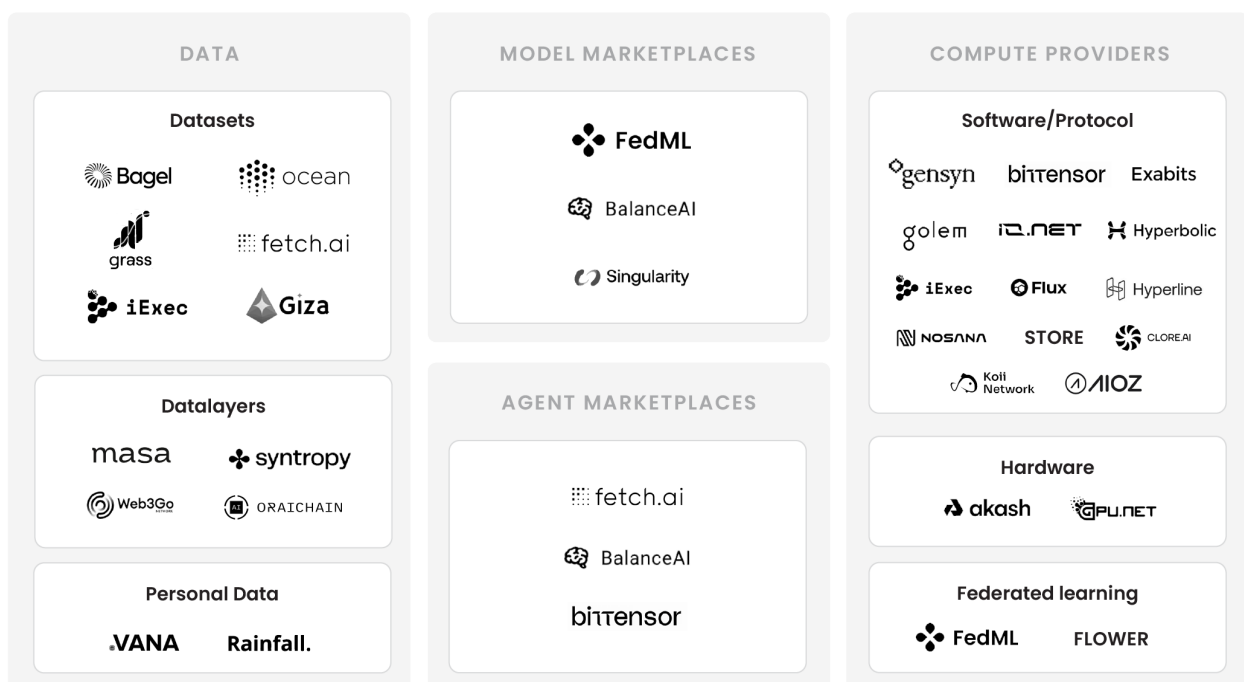 DATA
Datasets
Bagel
ocean
grass
fetch.ai
iExec
Giza
Datalayers
masa
syntropy
Web3Go
NETWORK
AI
ORAICHAIN
Personal Data
.VANA
Rainfall.
MODEL MARKETPLACES
FedML
BalanceAI
Singularity
AGENT MARKETPLACES
fetch.ai
BalanceAI
bittensor
COMPUTE PROVIDERS
Software/Protocol
gensyn
bittensor
Exabits
golem
io.net
Hyperbolic
iExec
Flux
Hyperline
NOSANA
STORE
CLORE.AI
Koii
Network
AIOZ
Hardware
akash
GPU.NET
Federated learning
FedML
FLOWER